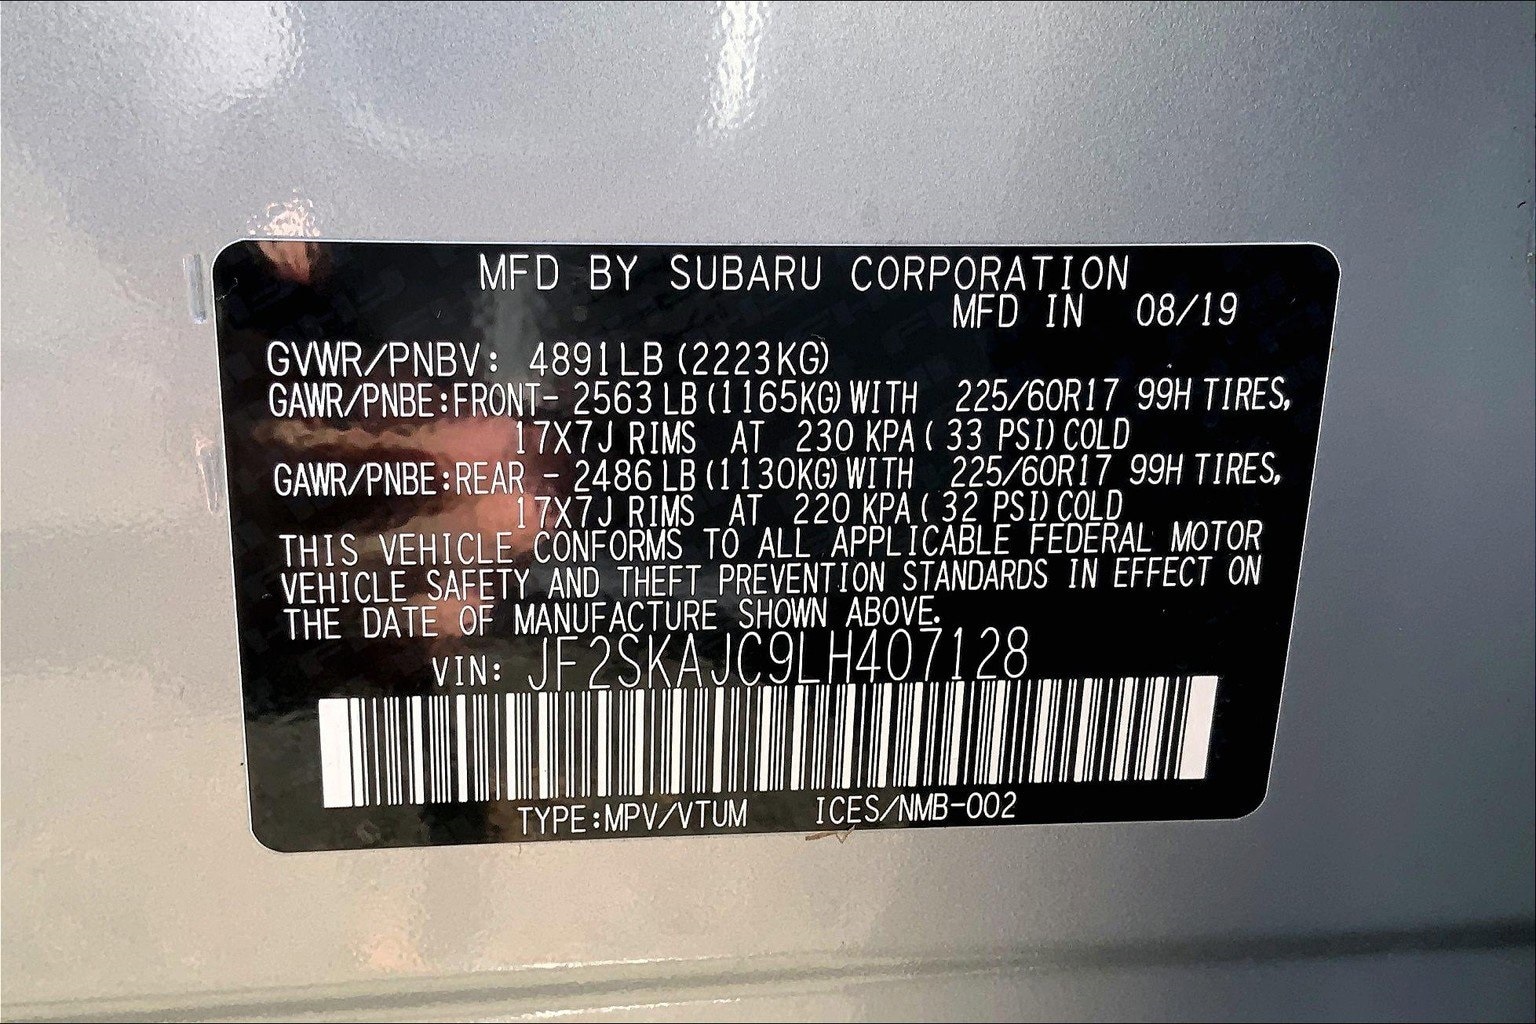 MFD BY SUBARU CORPORATION
MFD IN 08/19
GVWR/PNBV: 4891LB (2223KG)
GAWR/PNBE:FRONT- 2563 LB (1165KG) WITH 225/60R17 99H TIRES,
17X7J RIMS AT 230 KPA ( 33 PSI) COLD
GAWR/PNBE:REAR - 2486 LB (1130KG) WITH 225/60R17 99H TIRES,
17X7J RIMS AT 220 KPA ( 32 PSI) COLD
THIS VEHICLE CONFORMS TO ALL APPLICABLE FEDERAL MOTOR
VEHICLE SAFETY AND THEFT PREVENTION STANDARDS IN EFFECT ON
THE DATE OF MANUFACTURE SHOWN ABOVE.
VIN: JF2SKAJC9LH407128
TYPE:MPV/VTUM ICES/NMB-002